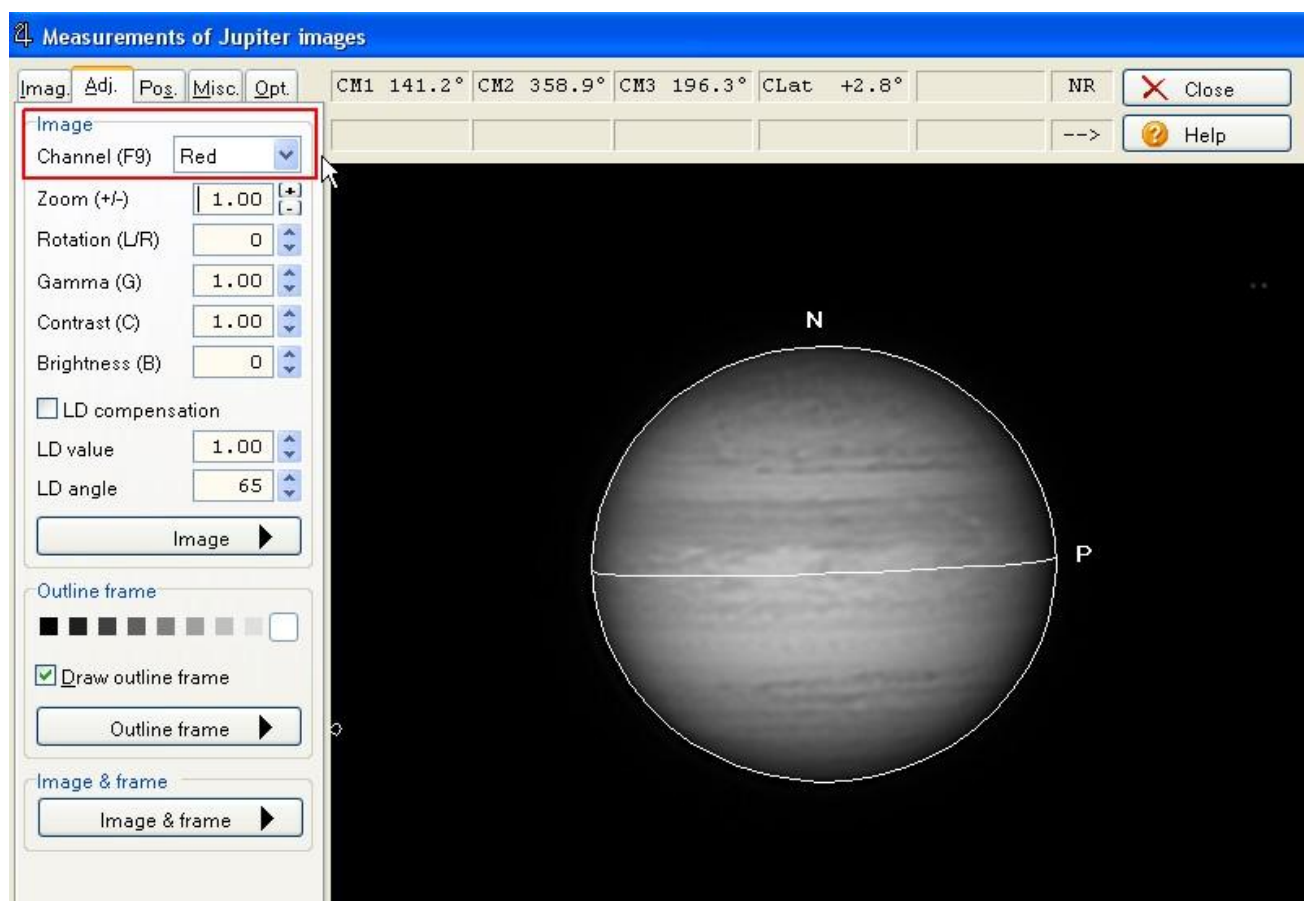 Measurements of Jupiter images
Imag. Adj. Pos. Misc. Opt.
CM1 141.2° CM2 358.9° CM3 196.3° CLat +2.8° NR Close
--> Help
Image
Channel (F9) Red
Zoom (+/-) 1.00 [+] [-]
Rotation (L/R) 0
Gamma (G) 1.00
Contrast (C) 1.00
Brightness (B) 0
LD compensation
LD value 1.00
LD angle 65
Image
Outline frame
Draw outline frame
Outline frame
Image & frame
Image & frame
N
P